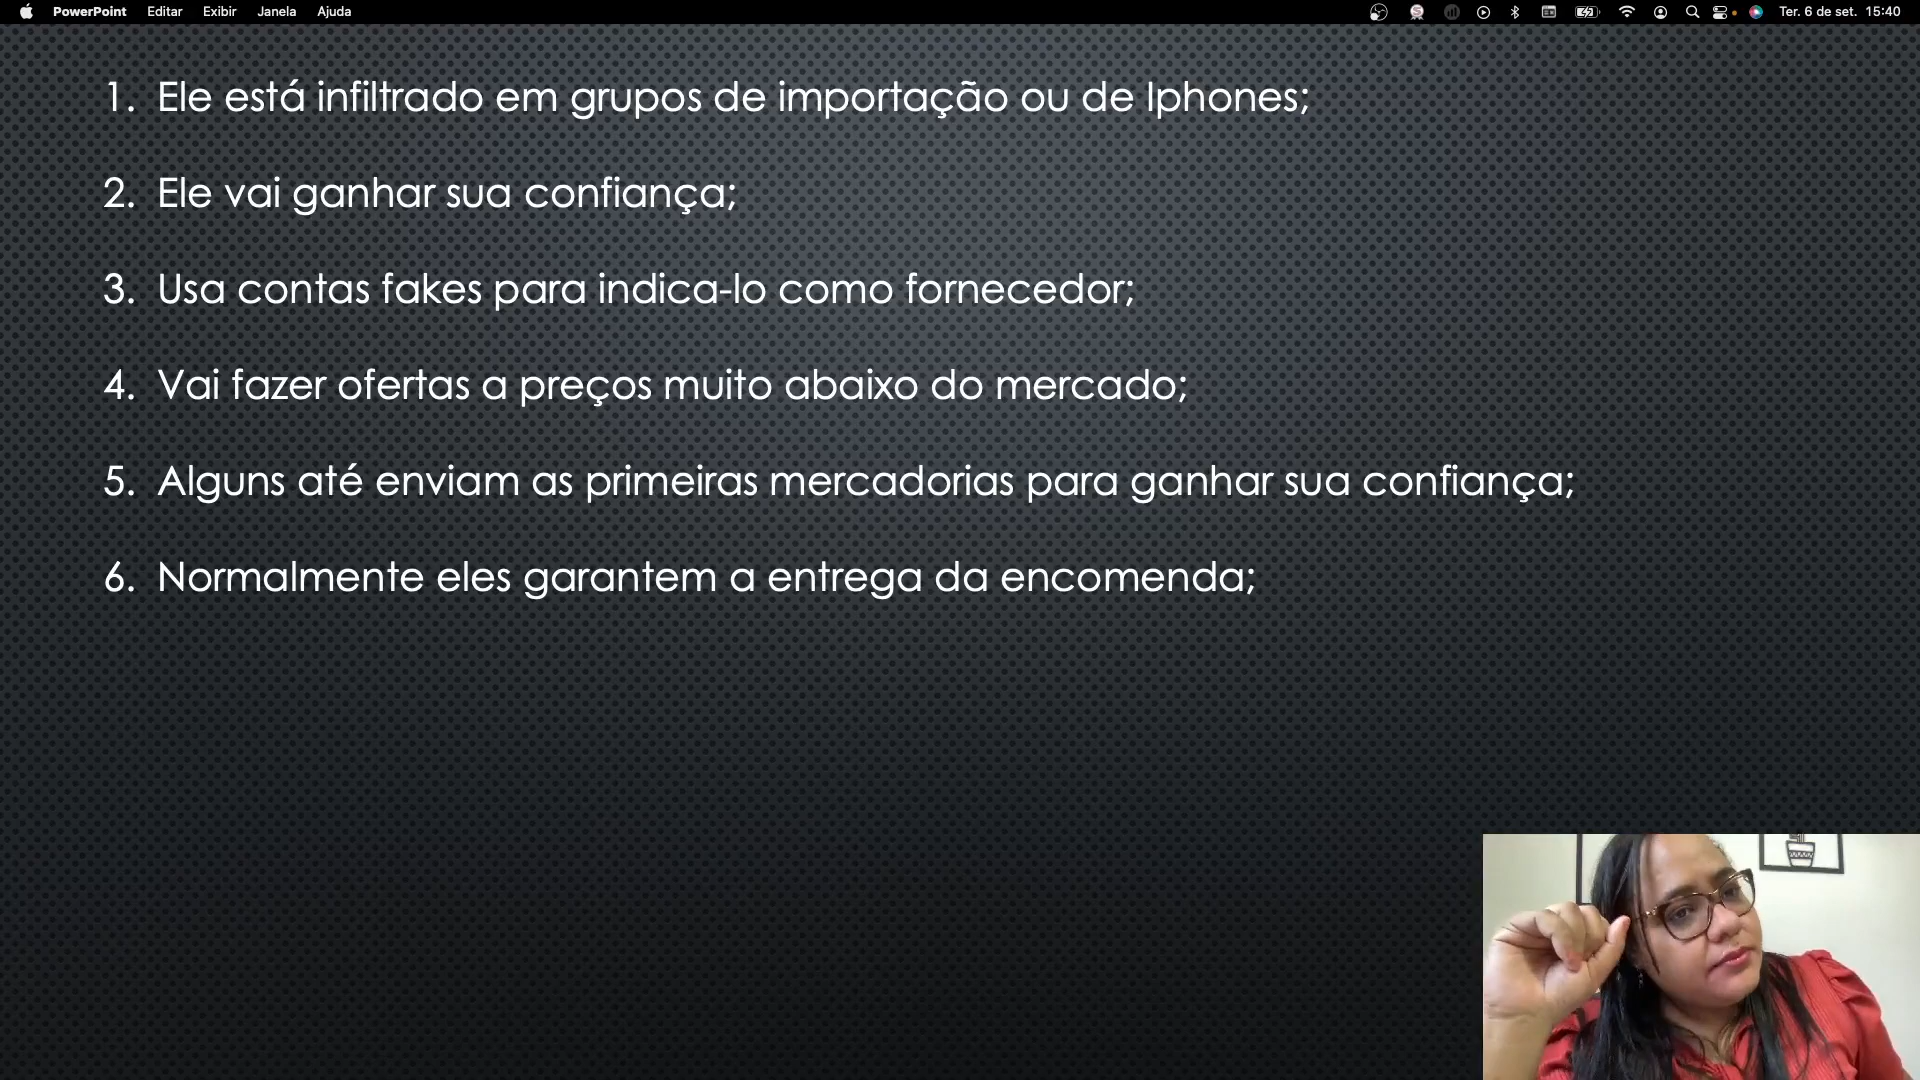 PowerPoint Editar Exibir Janela Ajuda Ter. 6 de set. 15:40
1. Ele está infiltrado em grupos de importação ou de Iphones;
2. Ele vai ganhar sua confiança;
3. Usa contas fakes para indica-lo como fornecedor;
4. Vai fazer ofertas a preços muito abaixo do mercado;
5. Alguns até enviam as primeiras mercadorias para ganhar sua confiança;
6. Normalmente eles garantem a entrega da encomenda;